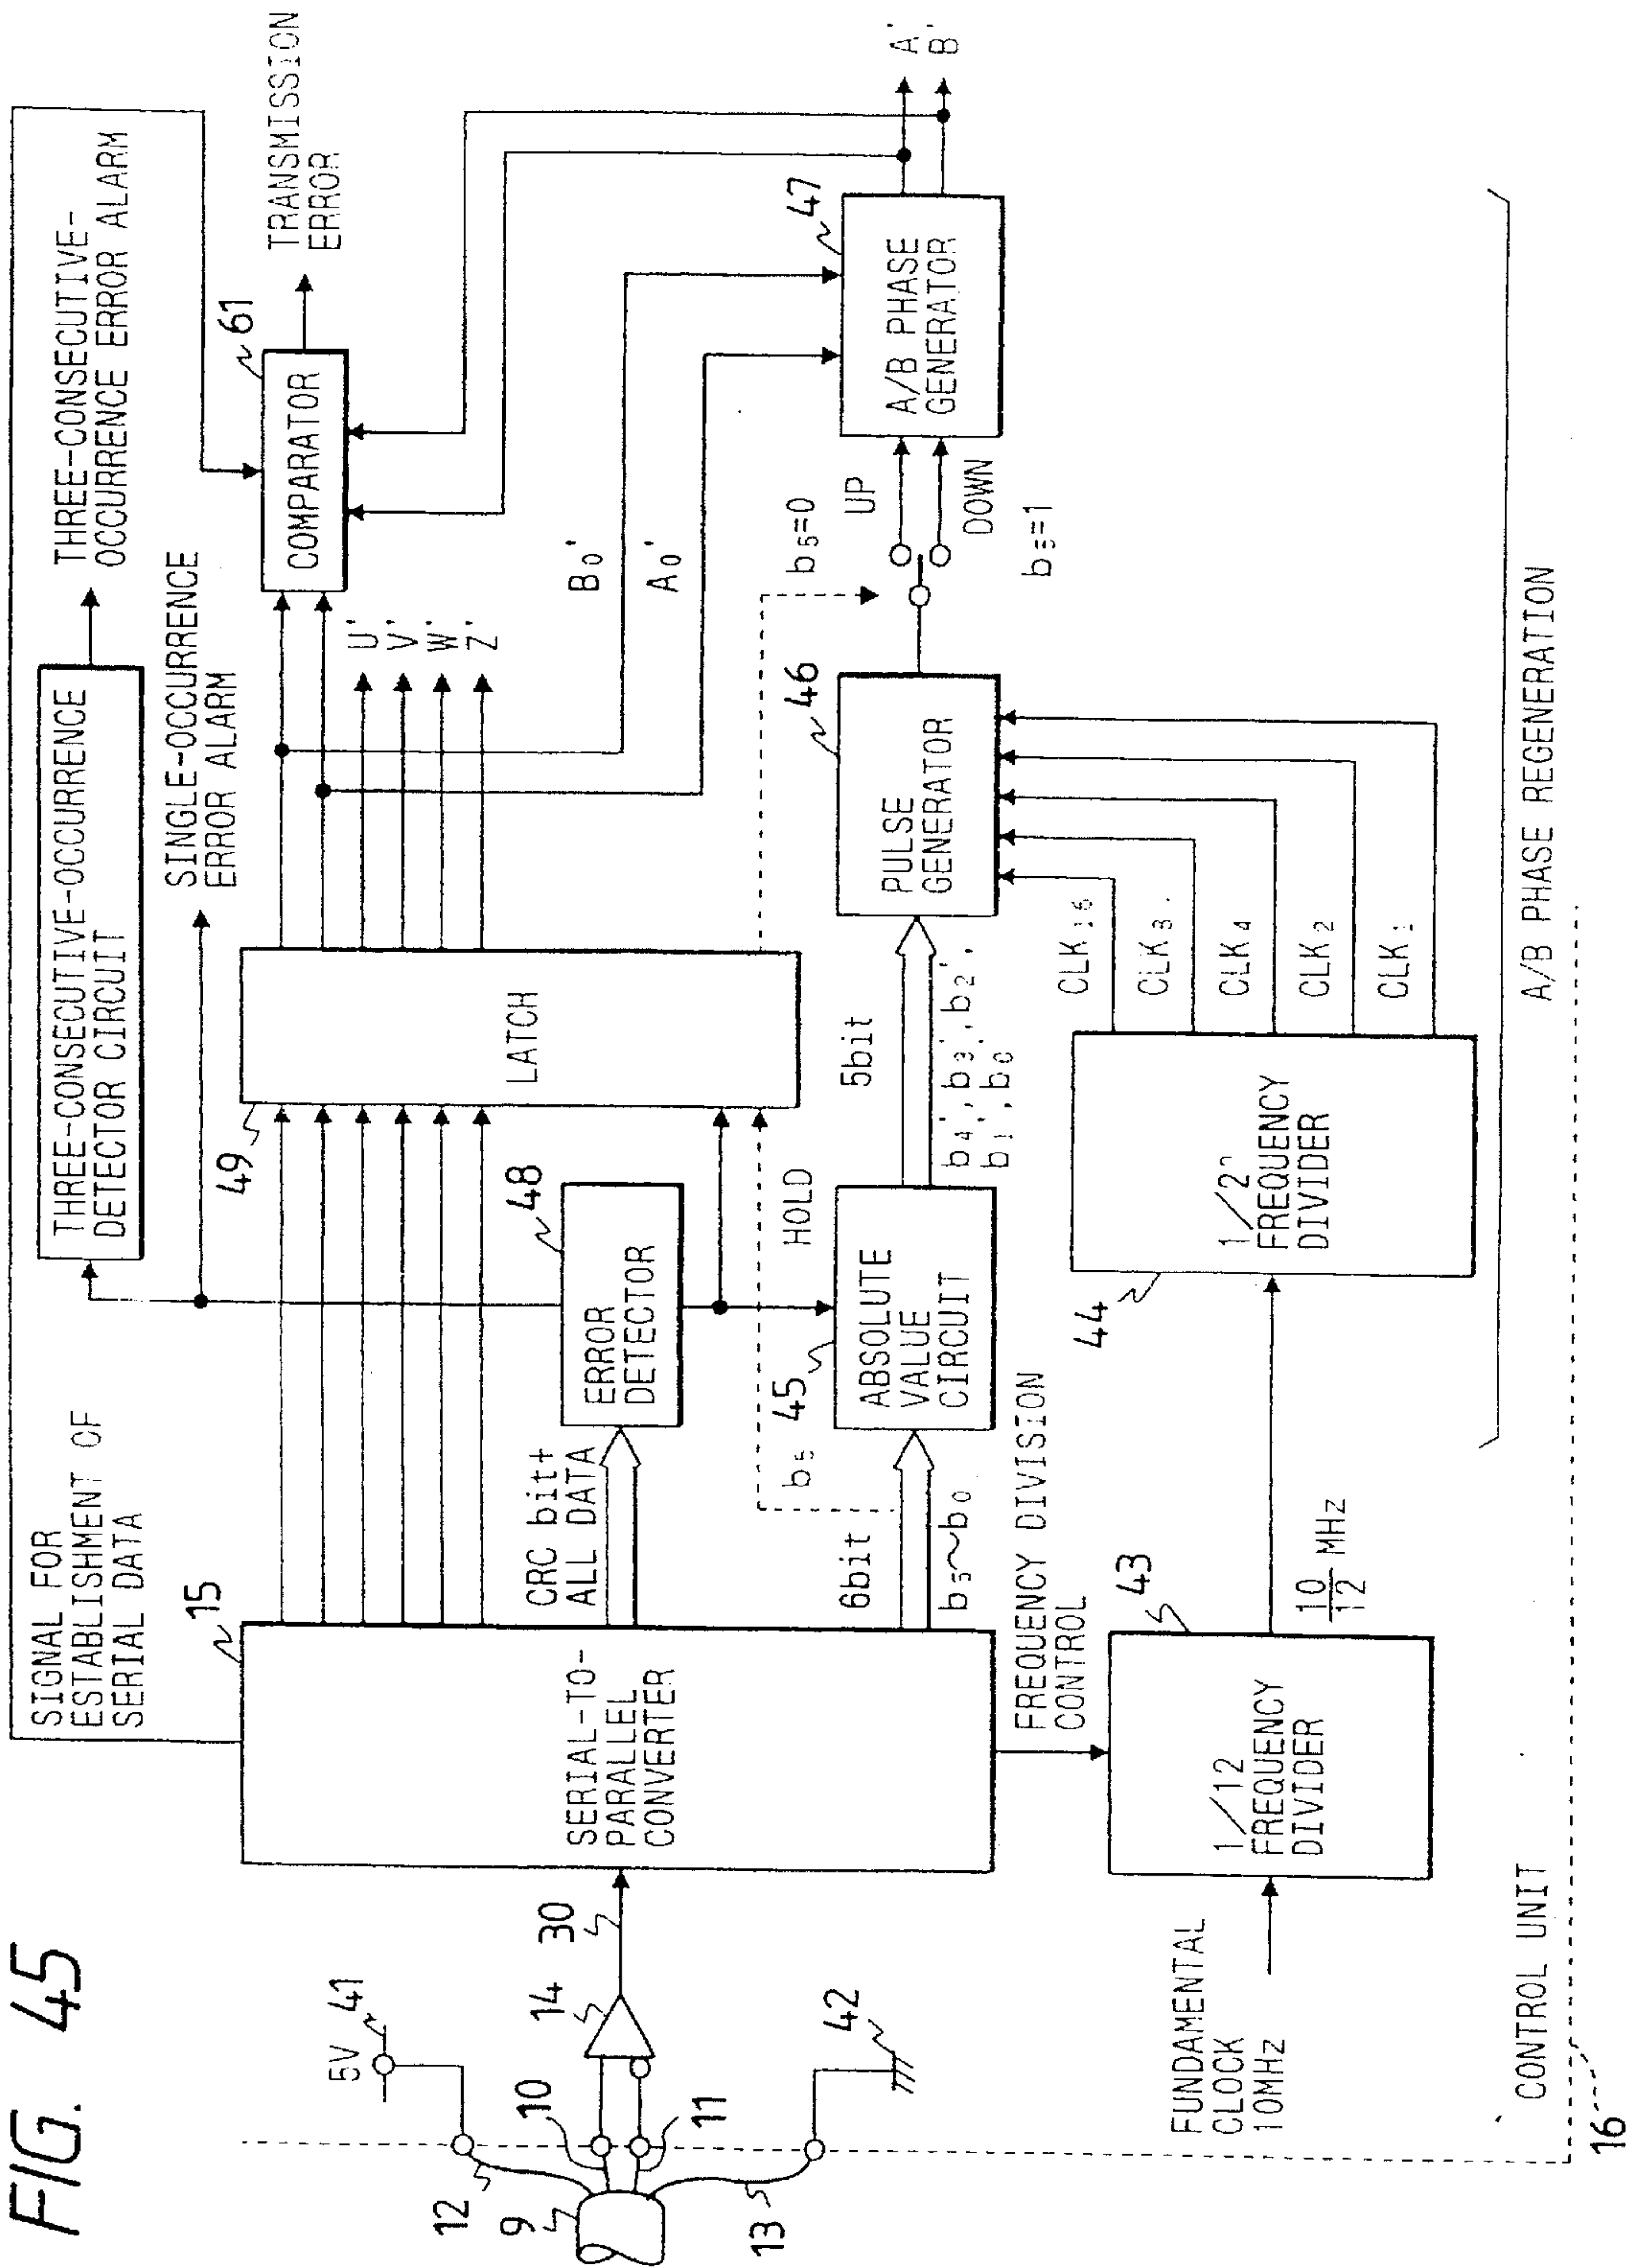 FIG. 45
SIGNAL FOR
ESTABLISHMENT OF
SERIAL DATA
THREE-CONSECUTIVE-OCCURRENCE
DETECTOR CIRCUIT
THREE-CONSECUTIVE-
OCCURRENCE ERROR ALARM
SINGLE-OCCURRENCE
ERROR ALARM
61
COMPARATOR
TRANSMISSION
ERROR
5V
41
12
10
9
11
13
14
30
42
15
SERIAL-TO-
PARALLEL
CONVERTER
49
LATCH
U'
V'
W'
Z'
B₀'
A₀'
CRC bit+
ALL DATA
48
ERROR
DETECTOR
HOLD
b₅
45
6bit
b₅~b₀
ABSOLUTE
VALUE
CIRCUIT
5bit
b₄',b₃',b₂',
b₁',b₀
46
PULSE
GENERATOR
b₅=0
UP
DOWN
b₅=1
47
A/B PHASE
GENERATOR
A'
B'
FREQUENCY DIVISION
CONTROL
FUNDAMENTAL
CLOCK
10MHz
43
1/12
FREQUENCY
DIVIDER
10/12 MHz
44
1/2ⁿ
FREQUENCY
DIVIDER
CLK₁₆
CLK₈
CLK₄
CLK₂
CLK₁
A/B PHASE REGENERATION
CONTROL UNIT
16